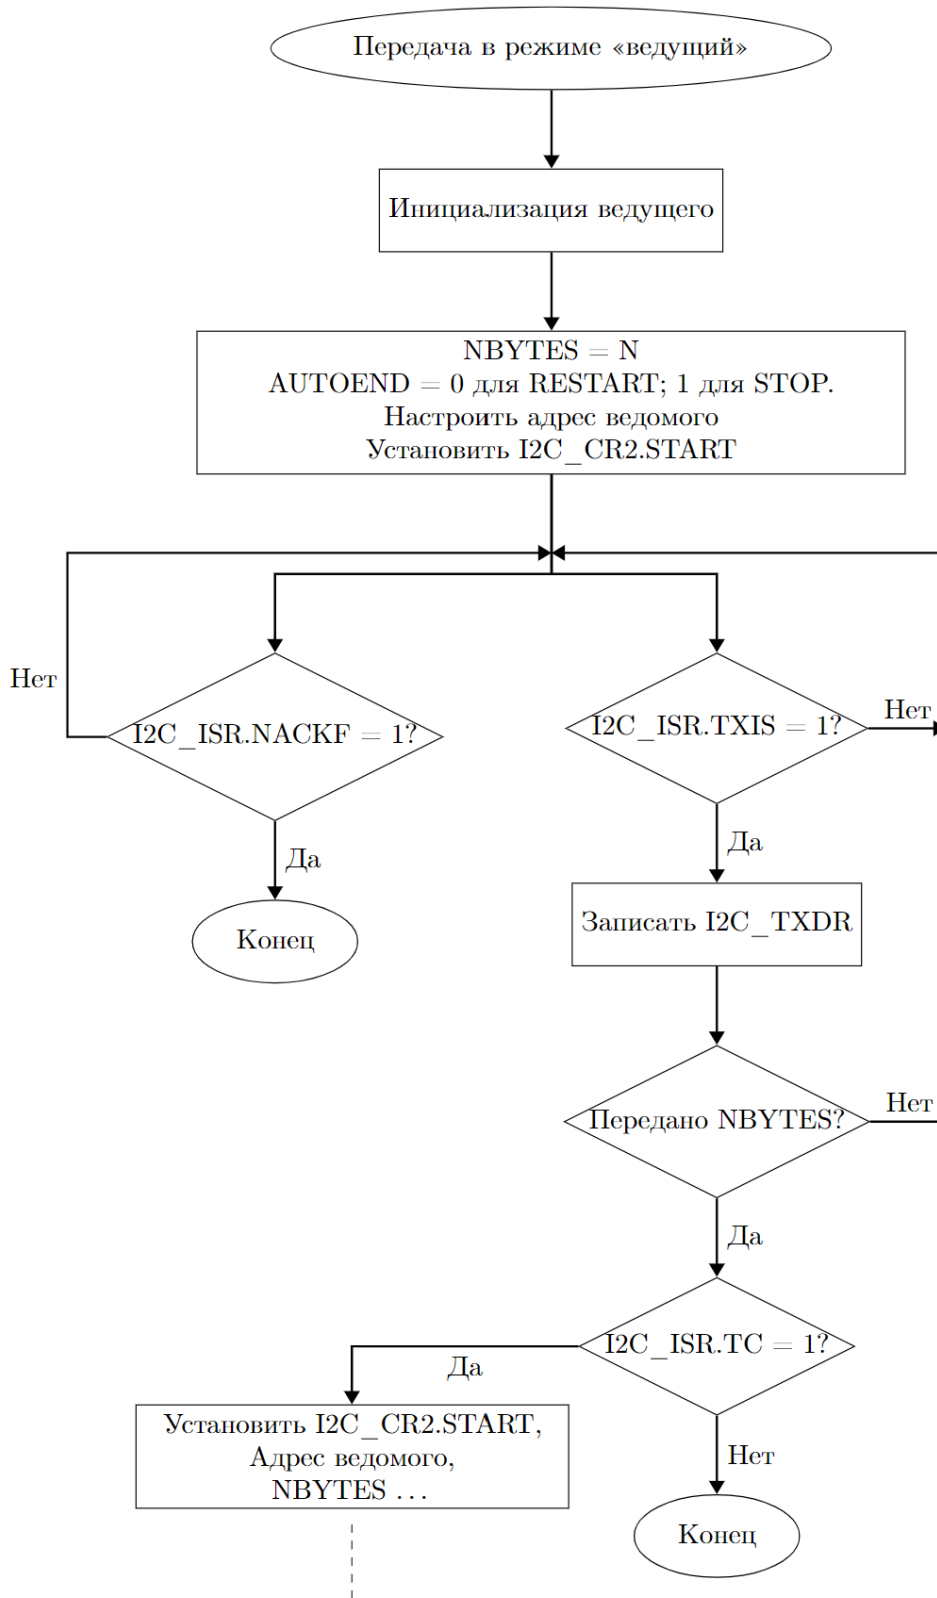 Передача в режиме «ведущий»
Инициализация ведущего
NBYTES = N
AUTOEND = 0 для RESTART; 1 для STOP.
Настроить адрес ведомого
Установить I2C_CR2.START
Нет
I2C_ISR.NACKF = 1?
I2C_ISR.TXIS = 1?
Нет
Да
Да
Конец
Записать I2C_TXDR
Передано NBYTES?
Нет
Да
I2C_ISR.TC = 1?
Да
Установить I2C_CR2.START,
Адрес ведомого,
NBYTES ...
Нет
Конец